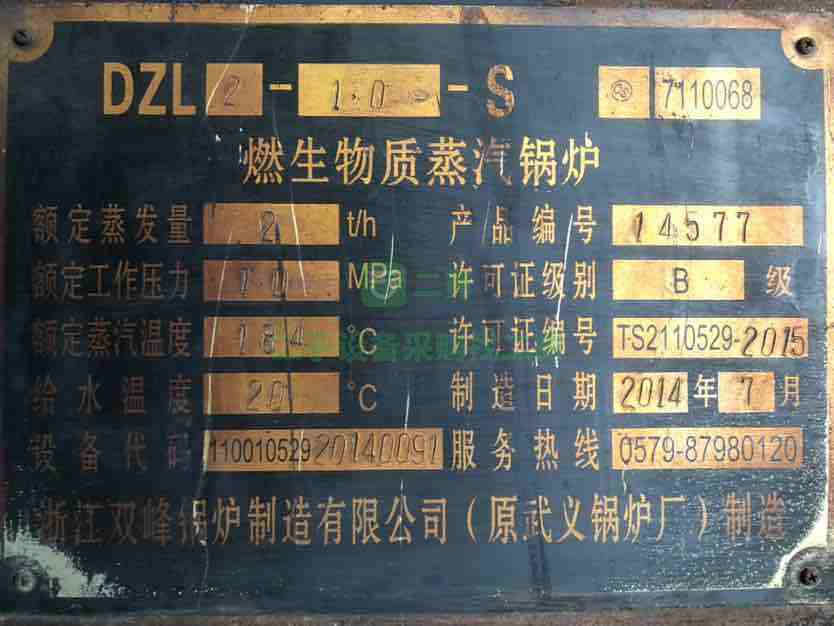 DZL 2 - 1.0 - S 7110068
燃生物质蒸汽锅炉
额定蒸发量 2 t/h 产品编号 14577
额定工作压力 1.0 MPa 许可证级别 B 级
额定蒸汽温度 184 ℃ 许可证编号 TS2110529-2015
给水温度 20 ℃ 制造日期 2014 年 7 月
设备代码 11001052920140091 服务热线 0579-87980120
浙江双峰锅炉制造有限公司(原武义锅炉厂)制造